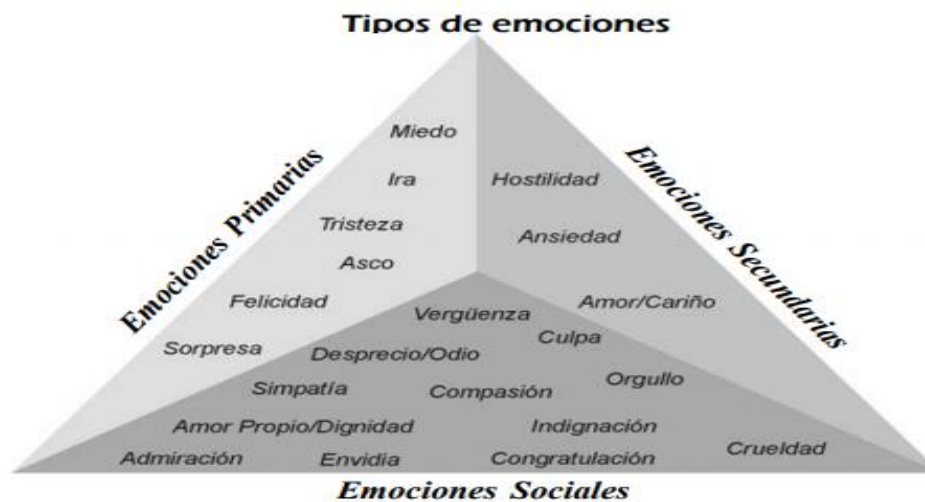 Tipos de emociones
Emociones Primarias
Miedo
Ira
Tristeza
Asco
Felicidad
Sorpresa
Emociones Secundarias
Hostilidad
Ansiedad
Amor/Cariño
Vergüenza
Culpa
Desprecio/Odio
Orgullo
Simpatía
Compasión
Amor Propio/Dignidad
Indignación
Crueldad
Admiración
Envidia
Congratulación
Emociones Sociales